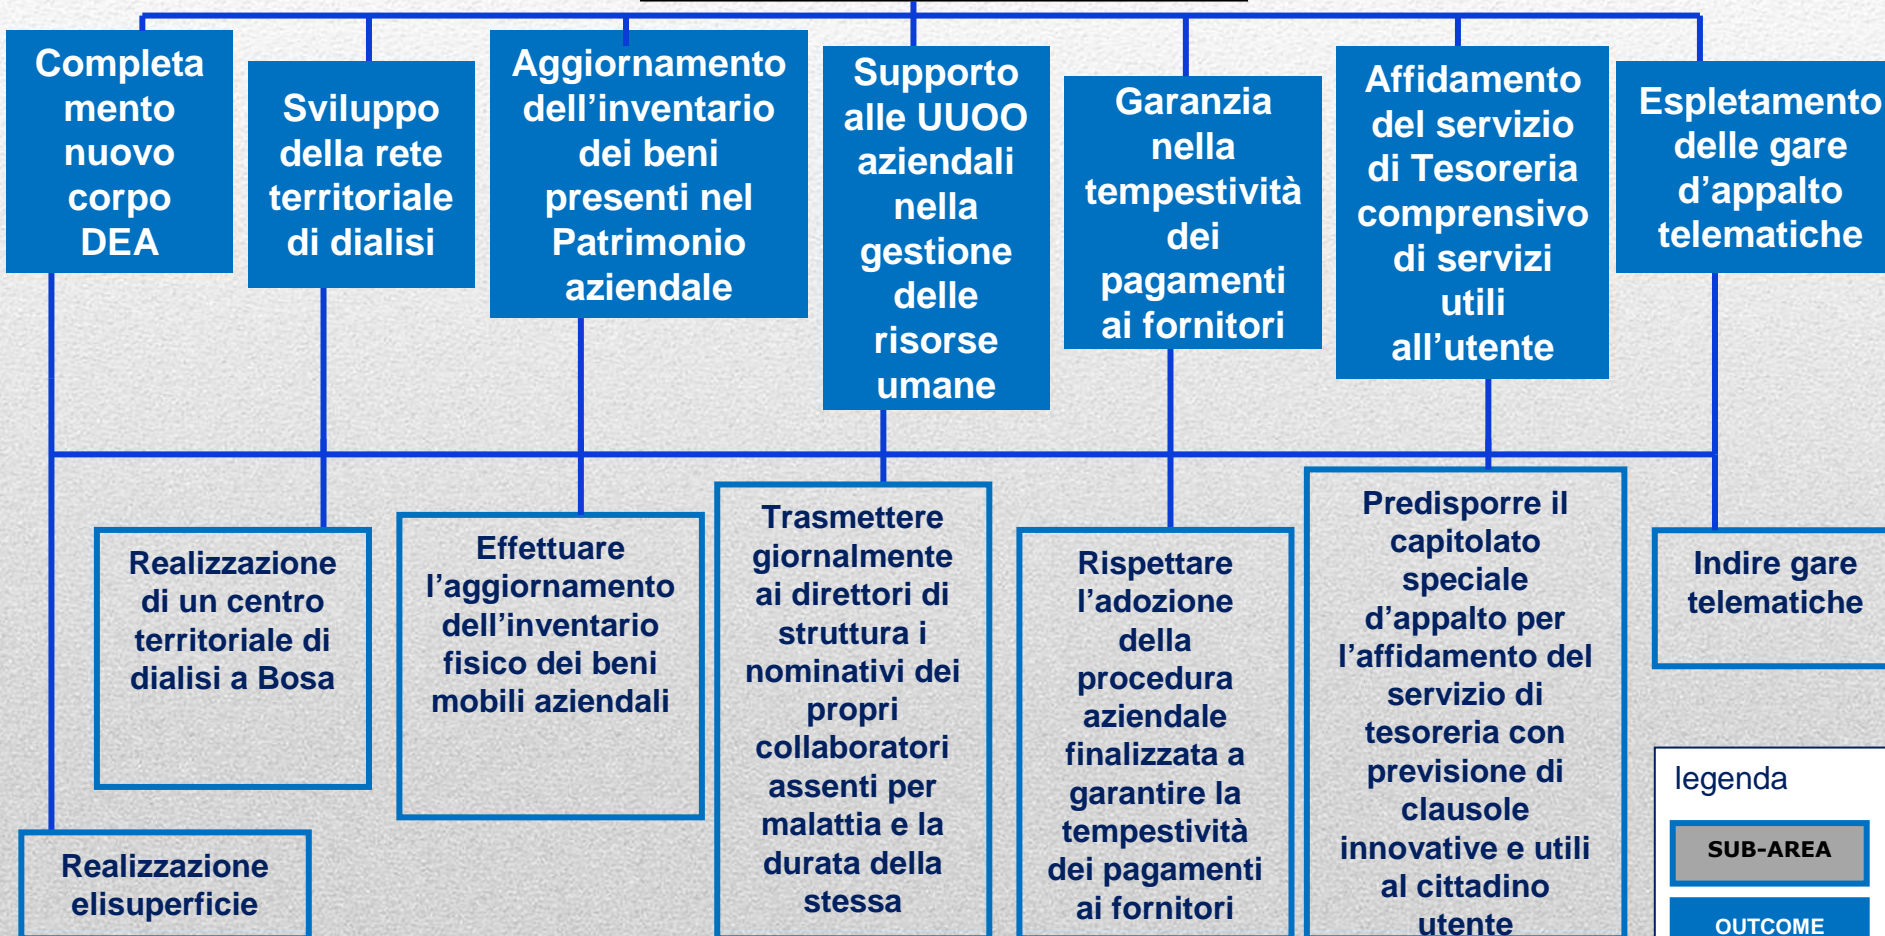 Completa
mento
nuovo
corpo
DEA
Sviluppo
della rete
territoriale
di dialisi
Aggiornamento
dell’inventario
dei beni
presenti nel
Patrimonio
aziendale
Supporto
alle UUOO
aziendali
nella
gestione
delle
risorse
umane
Garanzia
nella
tempestività
dei
pagamenti
ai fornitori
Affidamento
del servizio
di Tesoreria
comprensivo
di servizi
utili
all’utente
Espletamento
delle gare
d’appalto
telematiche
Realizzazione
elisuperficie
Realizzazione
di un centro
territoriale di
dialisi a Bosa
Effettuare
l’aggiornamento
dell’inventario
fisico dei beni
mobili aziendali
Trasmettere
giornalmente
ai direttori di
struttura i
nominativi dei
propri
collaboratori
assenti per
malattia e la
durata della
stessa
Rispettare
l’adozione
della
procedura
aziendale
finalizzata a
garantire la
tempestività
dei pagamenti
ai fornitori
Predisporre il
capitolato
speciale
d’appalto per
l’affidamento del
servizio di
tesoreria con
previsione di
clausole
innovative e utili
al cittadino
utente
Indire gare
telematiche
legenda
SUB-AREA
OUTCOME